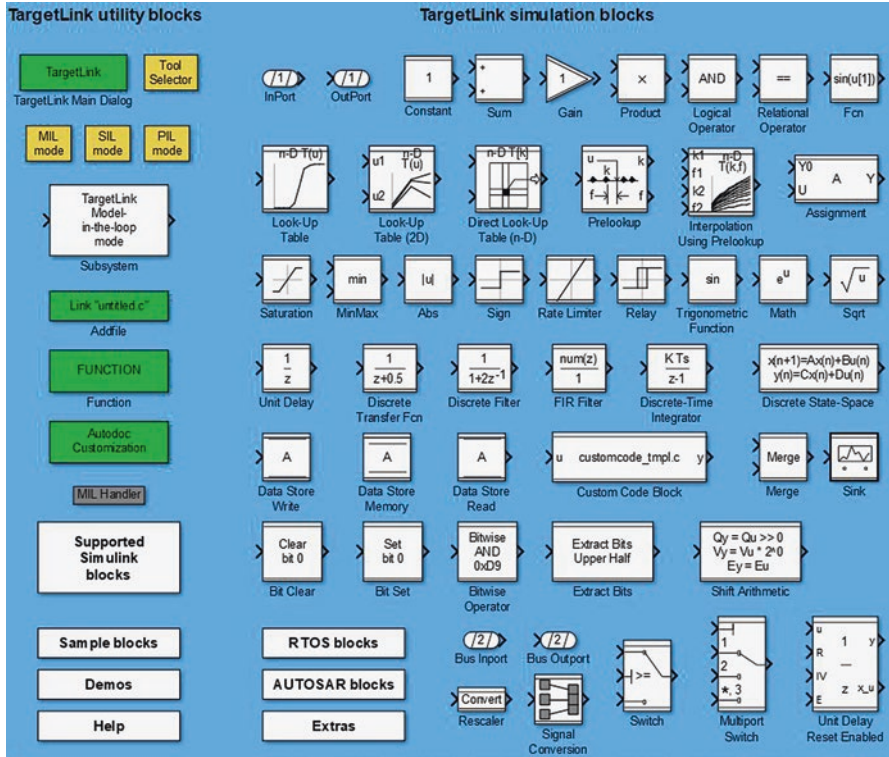 TargetLink utility blocks
TargetLink simulation blocks
TargetLink
TargetLink Main Dialog
Tool
Selector
MIL
mode
SIL
mode
PIL
mode
TargetLink
Model-
in-the-loop
mode
Subsystem
Link "untitled.c"
Addfile
FUNCTION
Function
Autodoc
Customization
MIL Handler
Supported
Simulink
blocks
Sample blocks
Demos
Help
1
InPort
1
OutPort
1
Constant
+
+
Sum
1
Gain
×
Product
AND
Logical
Operator
==
Relational
Operator
sin(u[1])
Fcn
n-D T(u)
Look-Up
Table
n-D
T(u)
u1
u2
Look-Up
Table (2D)
n-D T[k]
Direct Look-Up
Table (n-D)
u
k
f
f
Prelookup
k1
f1
k2
f2
n-D
T(k,f)
Interpolation
Using Prelookup
Y0
U
A
Y
Assignment
Saturation
min
MinMax
|u|
Abs
Sign
Rate Limiter
Relay
sin
Trigonometric
Function
e^u
Math
√u
Sqrt
1
z
Unit Delay
1
z+0.5
Discrete
Transfer Fcn
1
1+2z⁻¹
Discrete Filter
num(z)
1
FIR Filter
K Ts
z-1
Discrete-Time
Integrator
x(n+1)=Ax(n)+Bu(n)
y(n)=Cx(n)+Du(n)
Discrete State-Space
A
Data Store
Write
A
Data Store
Memory
A
Data Store
Read
u
customcode_tmpl.c
y
Custom Code Block
Merge
Merge
Sink
Clear
bit 0
Bit Clear
Set
bit 0
Bit Set
Bitwise
AND
0xD9
Bitwise
Operator
Extract Bits
Upper Half
Extract Bits
Qy = Qu >> 0
Vy = Vu * 2^0
Ey = Eu
Shift Arithmetic
RTOS blocks
AUTOSAR blocks
Extras
2
Bus Inport
2
Bus Outport
Convert
Rescaler
Signal
Conversion
>=
Switch
1
2
*, 3
Multiport
Switch
u
R
IV
E
1
z
y
x_u
Unit Delay
Reset Enabled